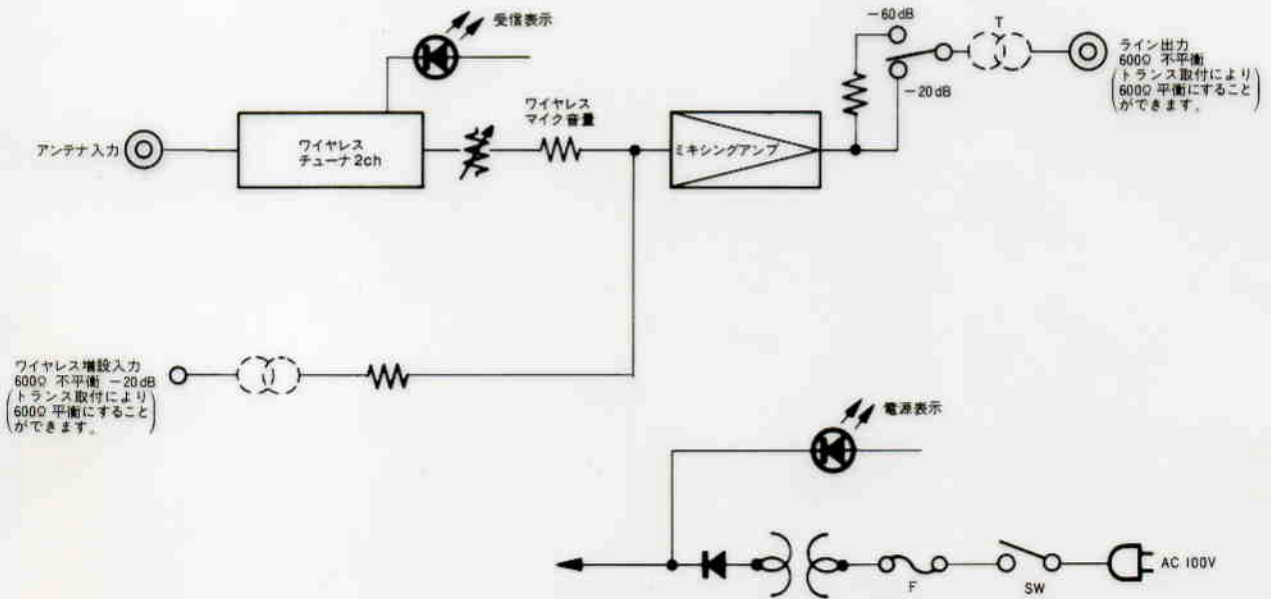 受信表示
-60dB
T
ライン出力
600Ω 不平衡
(トランス取付により
600Ω 平衡にすること
ができます。)
-20dB
ワイヤレス
マイク音量
アンテナ入力
ワイヤレス
チューナ2ch
ミキシングアンプ
ワイヤレス増設入力
600Ω 不平衡 -20dB
(トランス取付により
600Ω 平衡にすること
ができます。)
電源表示
AC 100V
F
SW